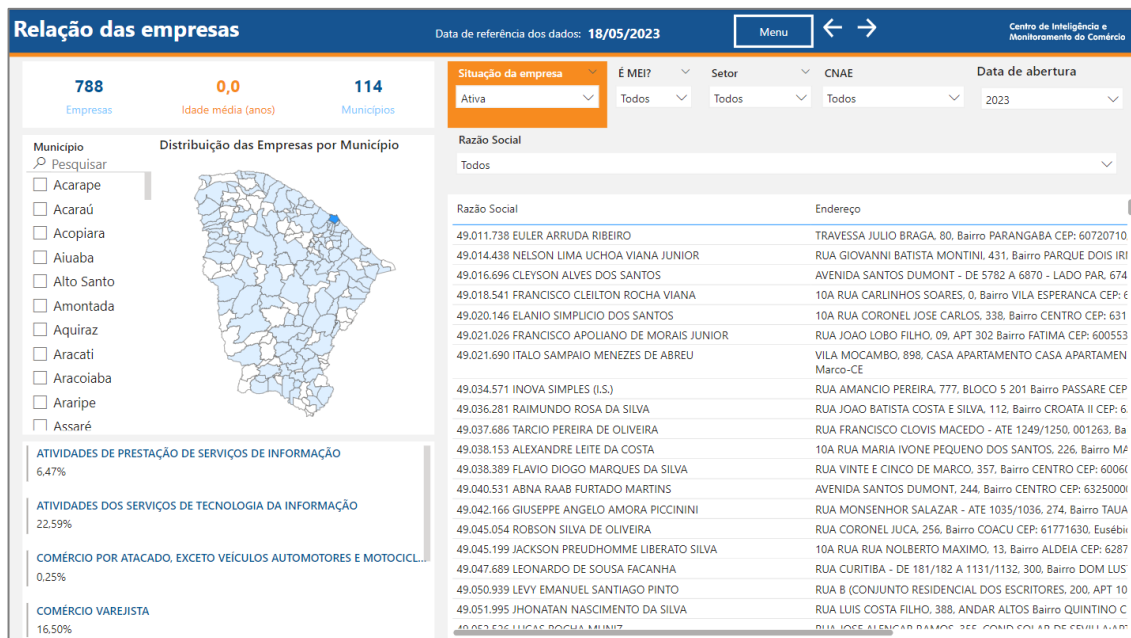 Relação das empresas
Data de referência dos dados: 18/05/2023
Menu
Centro de Inteligência e
Monitoramento do Comércio
788
Empresas
0,0
Idade média (anos)
114
Municípios
Situação da empresa
Ativa
É MEI?
Todos
Setor
Todos
CNAE
Todos
Data de abertura
2023
Razão Social
Todos
Município
Pesquisar
Acarape
Acaraú
Acopiara
Aiuaba
Alto Santo
Amontada
Aquiraz
Aracati
Aracoiaba
Araripe
Assaré
Distribuição das Empresas por Município
ATIVIDADES DE PRESTAÇÃO DE SERVIÇOS DE INFORMAÇÃO
6,47%
ATIVIDADES DOS SERVIÇOS DE TECNOLOGIA DA INFORMAÇÃO
22,59%
COMÉRCIO POR ATACADO, EXCETO VEÍCULOS AUTOMOTORES E MOTOCICL...
0,25%
COMÉRCIO VAREJISTA
16,50%
Razão Social Endereço
49.011.738 EULER ARRUDA RIBEIRO TRAVESSA JULIO BRAGA, 80, Bairro PARANGABA CEP: 60720710
49.014.438 NELSON LIMA UCHOA VIANA JUNIOR RUA GIOVANNI BATISTA MONTINI, 431, Bairro PARQUE DOIS IR
49.016.696 CLEYSON ALVES DOS SANTOS AVENIDA SANTOS DUMONT - DE 5782 A 6870 - LADO PAR, 674
49.018.541 FRANCISCO CLEILTON ROCHA VIANA 10A RUA CARLINHOS SOARES, 0, Bairro VILA ESPERANCA CEP: 6
49.020.146 ELANIO SIMPLICIO DOS SANTOS 10A RUA CORONEL JOSE CARLOS, 338, Bairro CENTRO CEP: 631
49.021.026 FRANCISCO APOLIANO DE MORAIS JUNIOR RUA JOAO LOBO FILHO, 09, APT 302 Bairro FATIMA CEP: 600553
49.021.690 ITALO SAMPAIO MENEZES DE ABREU VILA MOCAMBO, 898, CASA APARTAMENTO CASA APARTAMEN
Marco-CE
49.034.571 INOVA SIMPLES (I.S.) RUA AMANCIO PEREIRA, 777, BLOCO 5 201 Bairro PASSARE CEP
49.036.281 RAIMUNDO ROSA DA SILVA RUA JOAO BATISTA COSTA E SILVA, 112, Bairro CROATA II CEP: 6
49.037.686 TARCIO PEREIRA DE OLIVEIRA RUA FRANCISCO CLOVIS MACEDO - ATE 1249/1250, 001263, Ba
49.038.153 ALEXANDRE LEITE DA COSTA 10A RUA MARIA IVONE PEQUENO DOS SANTOS, 226, Bairro MA
49.038.389 FLAVIO DIOGO MARQUES DA SILVA RUA VINTE E CINCO DE MARCO, 357, Bairro CENTRO CEP: 60060
49.040.531 ABNA RAAB FURTADO MARTINS AVENIDA SANTOS DUMONT, 244, Bairro CENTRO CEP: 63250000
49.042.166 GIUSEPPE ANGELO AMORA PICCININI RUA MONSENHOR SALAZAR - ATE 1035/1036, 274, Bairro TAUA
49.045.054 ROBSON SILVA DE OLIVEIRA RUA CORONEL JUCA, 256, Bairro COACU CEP: 61771630, Eusébi
49.045.199 JACKSON PREUDHOMME LIBERATO SILVA 10A RUA RUA NOLBERTO MAXIMO, 13, Bairro ALDEIA CEP: 6287
49.047.689 LEONARDO DE SOUSA FACANHA RUA CURITIBA - DE 181/182 A 1131/1132, 300, Bairro DOM LUS
49.050.939 LEVY EMANUEL SANTIAGO PINTO RUA B (CONJUNTO RESIDENCIAL DOS ESCRITORES, 200, APT 10
49.051.995 JHONATAN NASCIMENTO DA SILVA RUA LUIS COSTA FILHO, 388, ANDAR ALTOS Bairro QUINTINO C